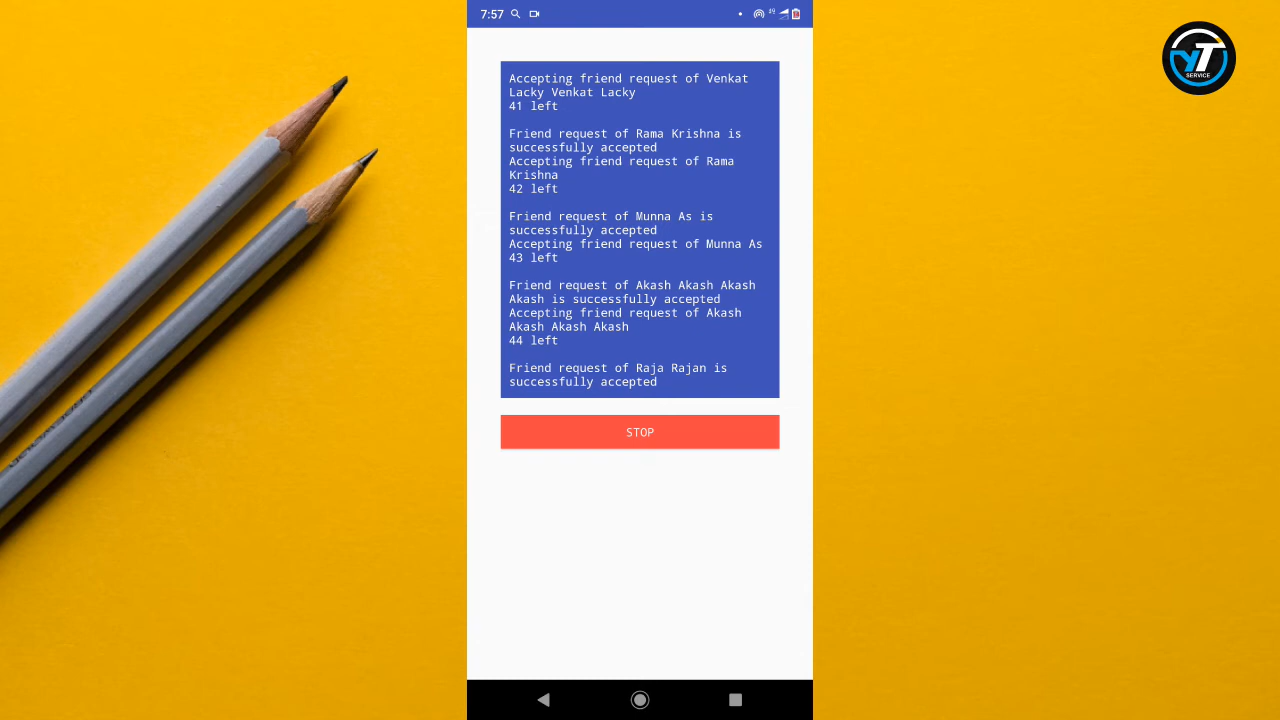 7:57
4G
YT
SERVICE
Accepting friend request of Venkat
Lacky Venkat Lacky
41 left
Friend request of Rama Krishna is
successfully accepted
Accepting friend request of Rama
Krishna
42 left
Friend request of Munna As is
successfully accepted
Accepting friend request of Munna As
43 left
Friend request of Akash Akash Akash
Akash is successfully accepted
Accepting friend request of Akash
Akash Akash Akash
44 left
Friend request of Raja Rajan is
successfully accepted
STOP